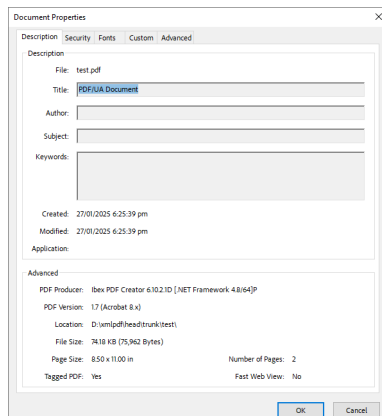 Document Properties
Description Security Fonts Custom Advanced
Description
File: test.pdf
Title: PDF/UA Document
Author:
Subject:
Keywords:
Created: 27/01/2025 6:25:39 pm
Modified: 27/01/2025 6:25:39 pm
Application:
Advanced
PDF Producer: Ibex PDF Creator 6.10.2.1D [.NET Framework 4.8/64]P
PDF Version: 1.7 (Acrobat 8.x)
Location: D:\xmlpdf\head\trunk\test\
File Size: 74.18 KB (75,962 Bytes)
Page Size: 8.50 x 11.00 in Number of Pages: 2
Tagged PDF: Yes Fast Web View: No
OK Cancel